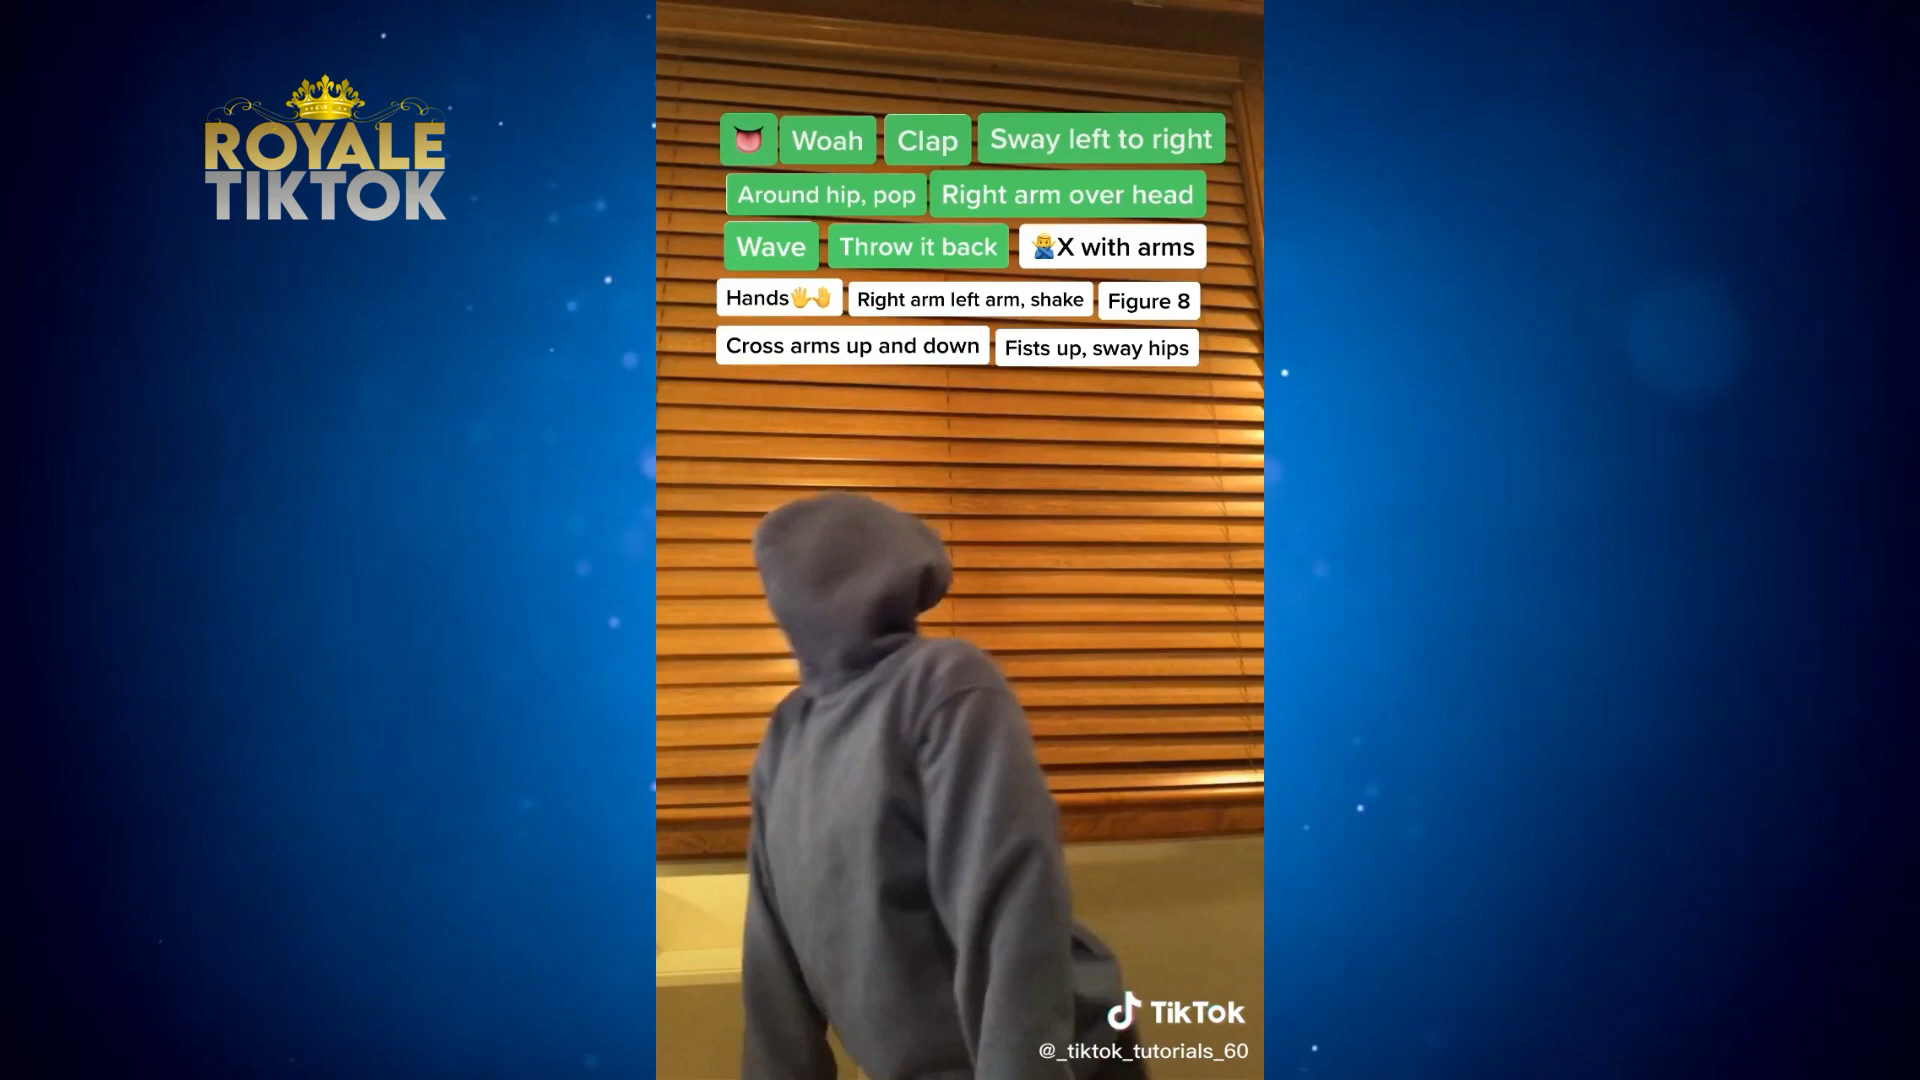 ROYALE
TIKTOK
👅 Woah Clap Sway left to right
Around hip, pop Right arm over head
Wave Throw it back 🙅‍♂️X with arms
Hands👋👋 Right arm left arm, shake Figure 8
Cross arms up and down Fists up, sway hips
TikTok
@_tiktok_tutorials_60